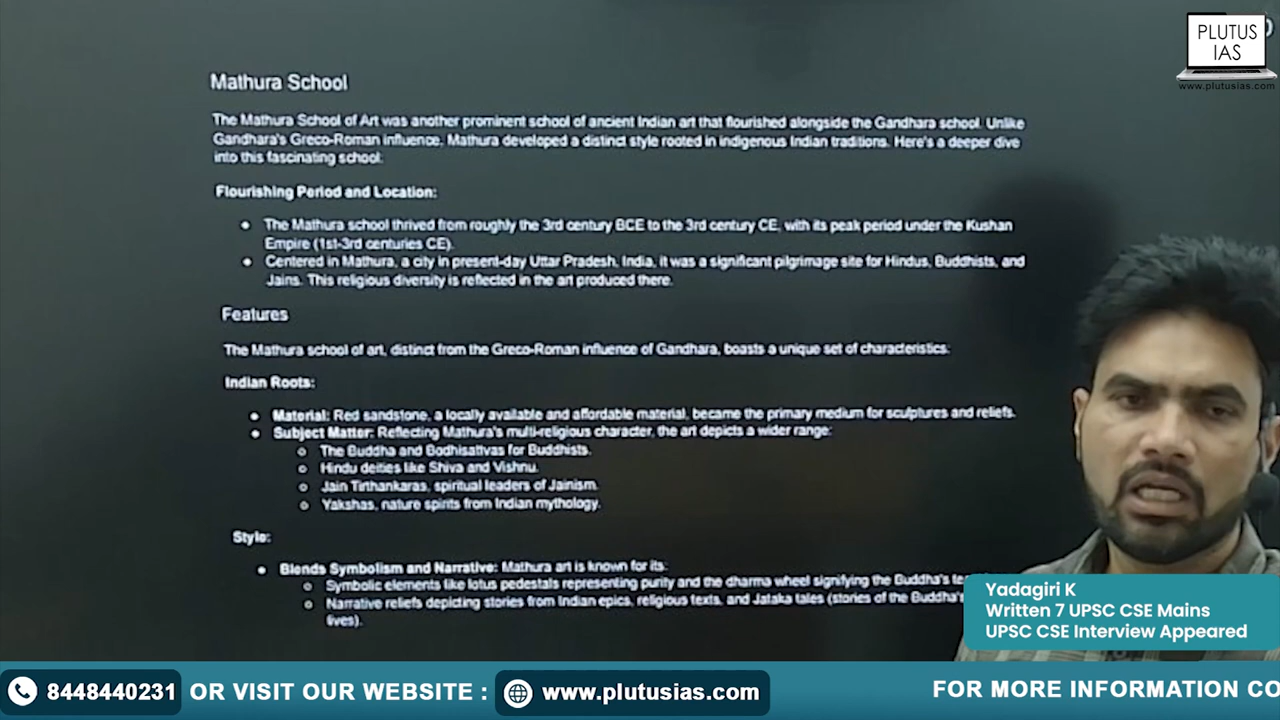 PLUTUS
IAS
www.plutusias.com
Mathura School
The Mathura School of Art was another prominent school of ancient Indian art that flourished alongside the Gandhara school. Unlike
Gandhara's Greco-Roman influence, Mathura developed a distinct style rooted in indigenous Indian traditions. Here's a deeper dive
into this fascinating school.
Flourishing Period and Location:
• The Mathura school thrived from roughly the 3rd century BCE to the 3rd century CE, with its peak period under the Kushan
Empire (1st-3rd centuries CE).
• Centered in Mathura, a city in present-day Uttar Pradesh, India, it was a significant pilgrimage site for Hindus, Buddhists, and
Jains. This religious diversity is reflected in the art produced there.
Features
The Mathura school of art, distinct from the Greco-Roman influence of Gandhara, boasts a unique set of characteristics:
Indian Roots:
• Material: Red sandstone, a locally available and affordable material, became the primary medium for sculptures and reliefs.
• Subject Matter: Reflecting Mathura's multi-religious character, the art depicts a wider range:
○ The Buddha and Bodhisattvas for Buddhists.
○ Hindu deities like Shiva and Vishnu.
○ Jain Tirthankaras, spiritual leaders of Jainism.
○ Yakshas, nature spirits from Indian mythology.
Style:
• Blends Symbolism and Narrative: Mathura art is known for its:
○ Symbolic elements like lotus pedestals representing purity and the dharma wheel signifying the Buddha's
○ Narrative reliefs depicting stories from Indian epics, religious texts, and Jataka tales (stories of the Buddha's
lives).
Yadagiri K
Written 7 UPSC CSE Mains
UPSC CSE Interview Appeared
8448440231 OR VISIT OUR WEBSITE : www.plutusias.com FOR MORE INFORMATION CO